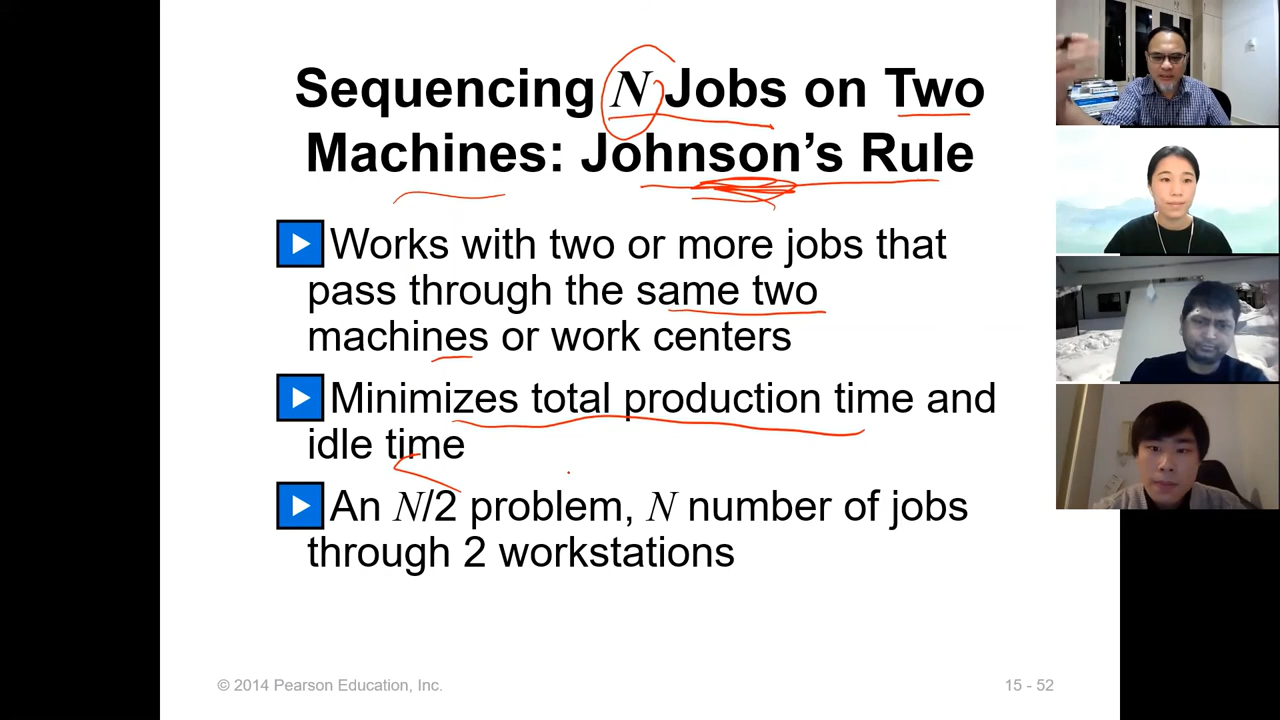 Sequencing N Jobs on Two
Machines: Johnson’s Rule
Works with two or more jobs that
pass through the same two
machines or work centers
Minimizes total production time and
idle time
An N/2 problem, N number of jobs
through 2 workstations
© 2014 Pearson Education, Inc.
15 - 52